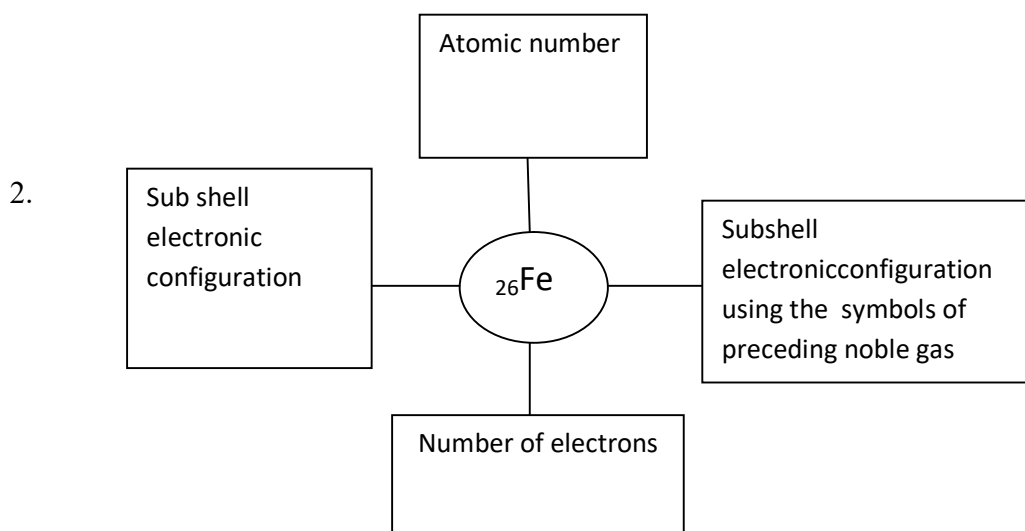 Atomic number
2.
Sub shell
electronic
configuration
₂₆Fe
Subshell
electronicconfiguration
using the symbols of
preceding noble gas
Number of electrons